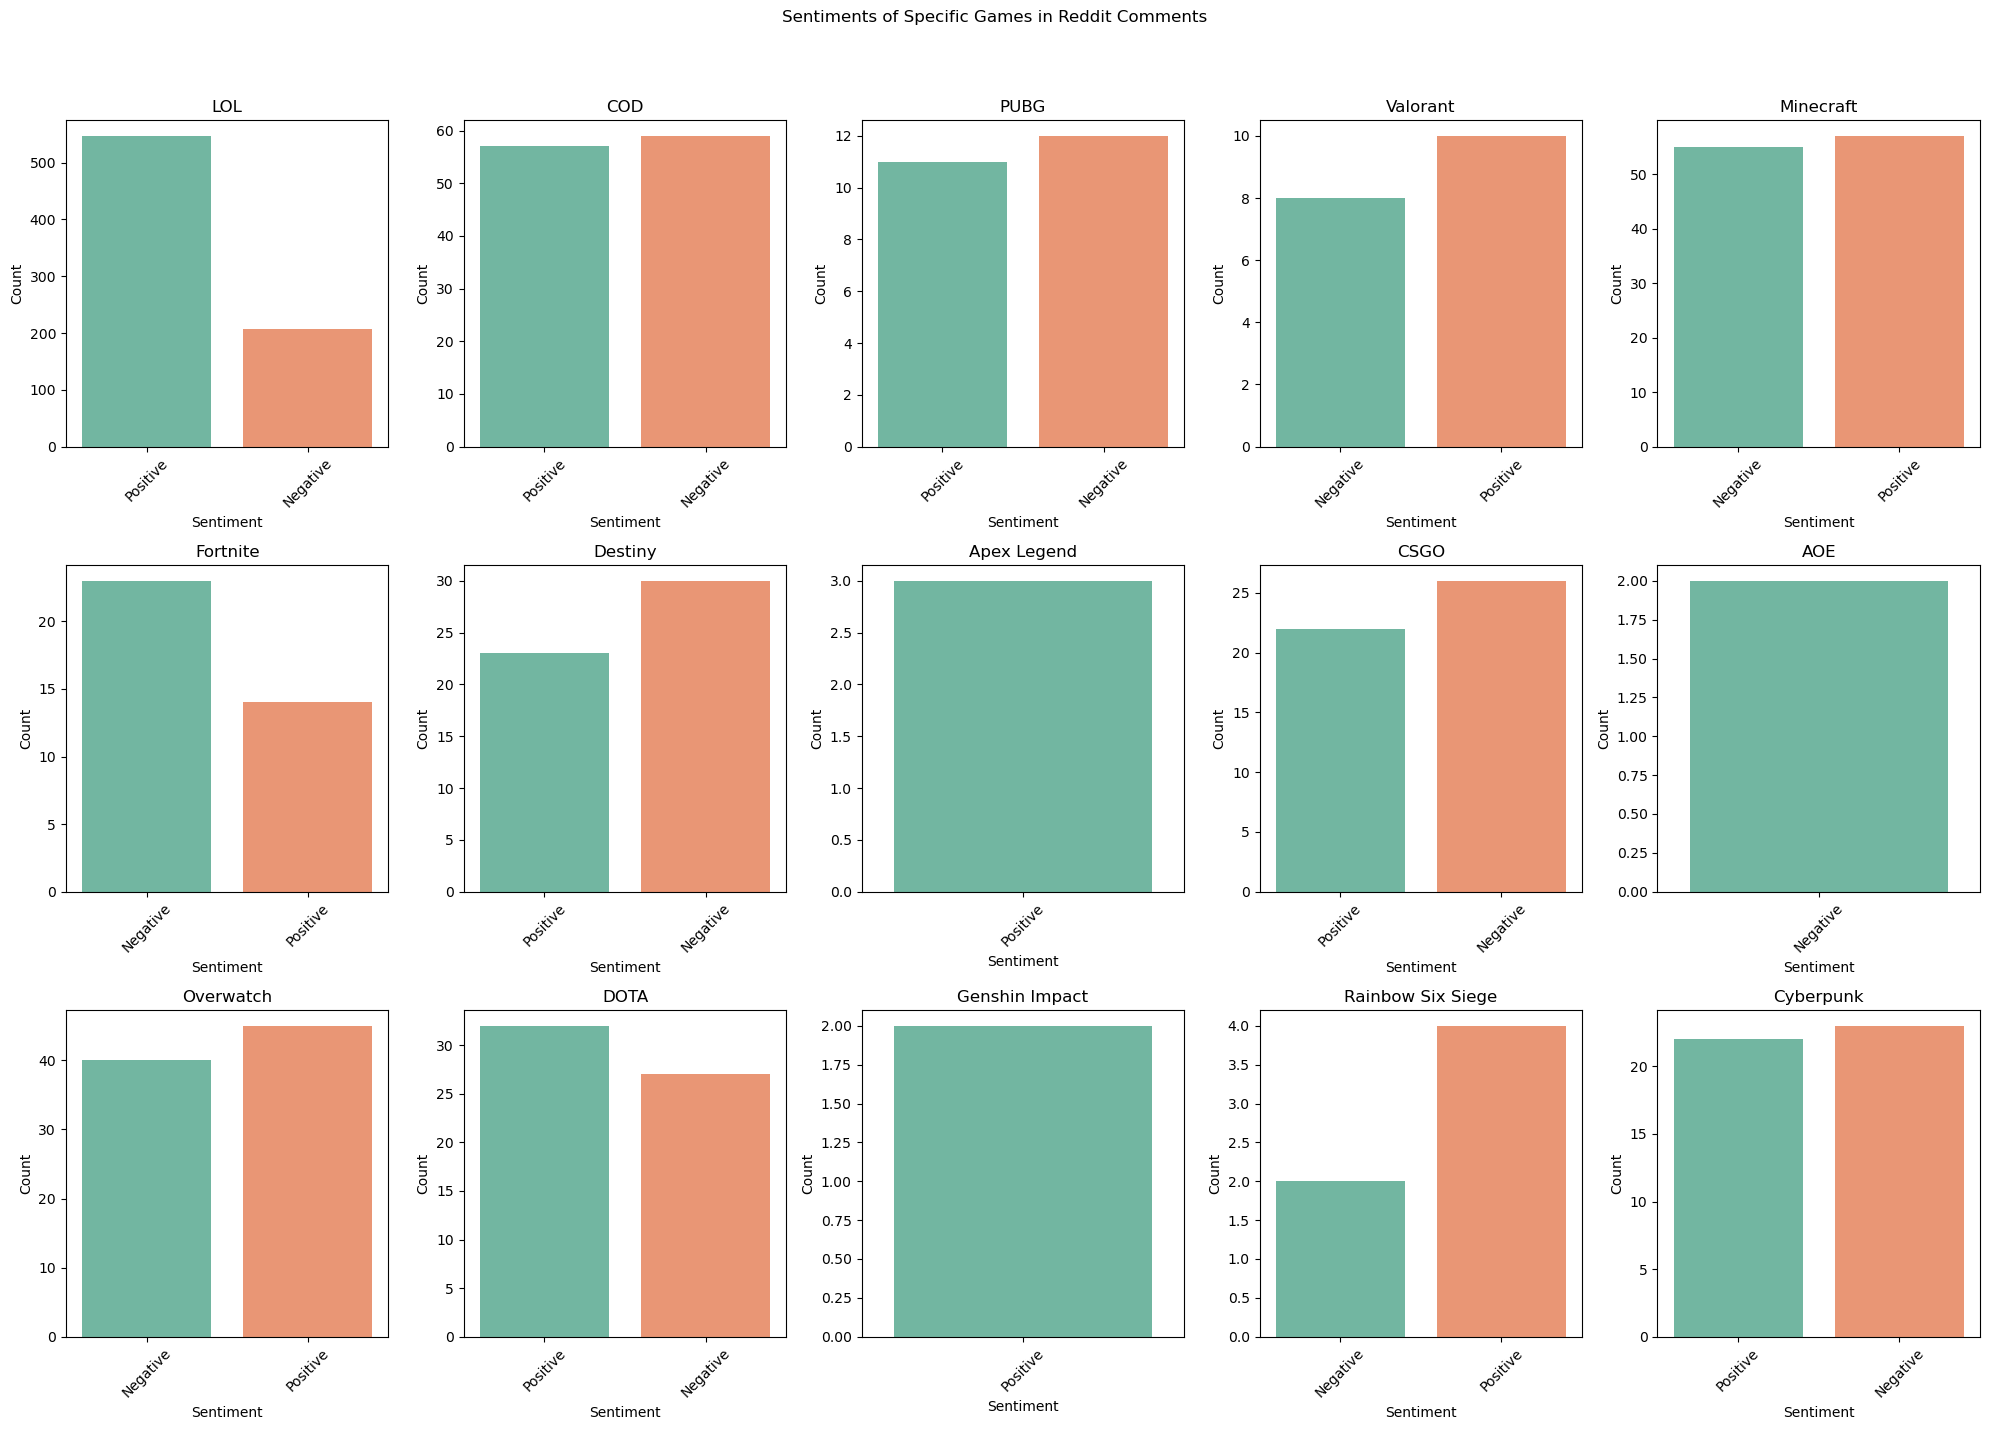 Sentiments of Specific Games in Reddit Comments
LOL
Count
500
400
300
200
100
0
Positive
Negative
Sentiment
COD
Count
60
50
40
30
20
10
0
Positive
Negative
Sentiment
PUBG
Count
12
10
8
6
4
2
0
Positive
Negative
Sentiment
Valorant
Count
10
8
6
4
2
0
Negative
Positive
Sentiment
Minecraft
Count
50
40
30
20
10
0
Negative
Positive
Sentiment
Fortnite
Count
20
15
10
5
0
Negative
Positive
Sentiment
Destiny
Count
30
25
20
15
10
5
0
Positive
Negative
Sentiment
Apex Legend
Count
3.0
2.5
2.0
1.5
1.0
0.5
0.0
Positive
Sentiment
CSGO
Count
25
20
15
10
5
0
Positive
Negative
Sentiment
AOE
Count
2.00
1.75
1.50
1.25
1.00
0.75
0.50
0.25
0.00
Negative
Sentiment
Overwatch
Count
40
30
20
10
0
Negative
Positive
Sentiment
DOTA
Count
30
25
20
15
10
5
0
Positive
Negative
Sentiment
Genshin Impact
Count
2.00
1.75
1.50
1.25
1.00
0.75
0.50
0.25
0.00
Positive
Sentiment
Rainbow Six Siege
Count
4.0
3.5
3.0
2.5
2.0
1.5
1.0
0.5
0.0
Negative
Positive
Sentiment
Cyberpunk
Count
20
15
10
5
0
Positive
Negative
Sentiment